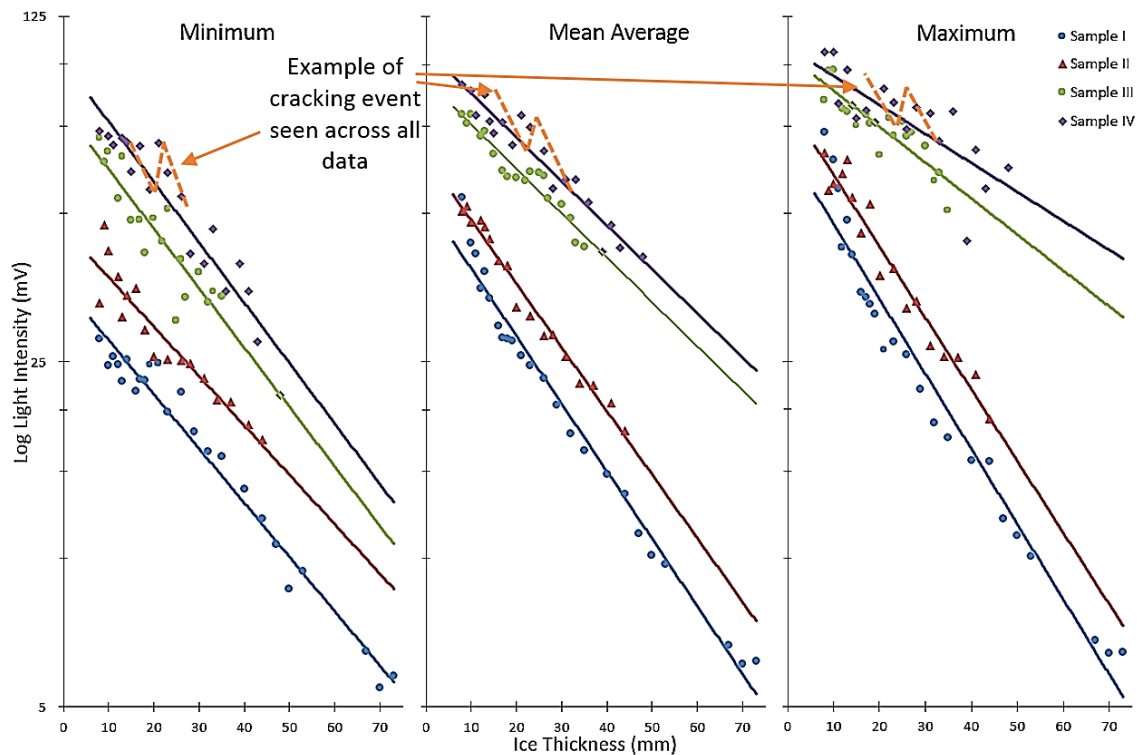 125
Minimum
Mean Average
Maximum
Sample I
Sample II
Sample III
Sample IV
Example of
cracking event
seen across all
data
Log Light Intensity (mV)
25
5
0 10 20 30 40 50 60 70
0 10 20 30 40 50 60 70
0 10 20 30 40 50 60 70
Ice Thickness (mm)